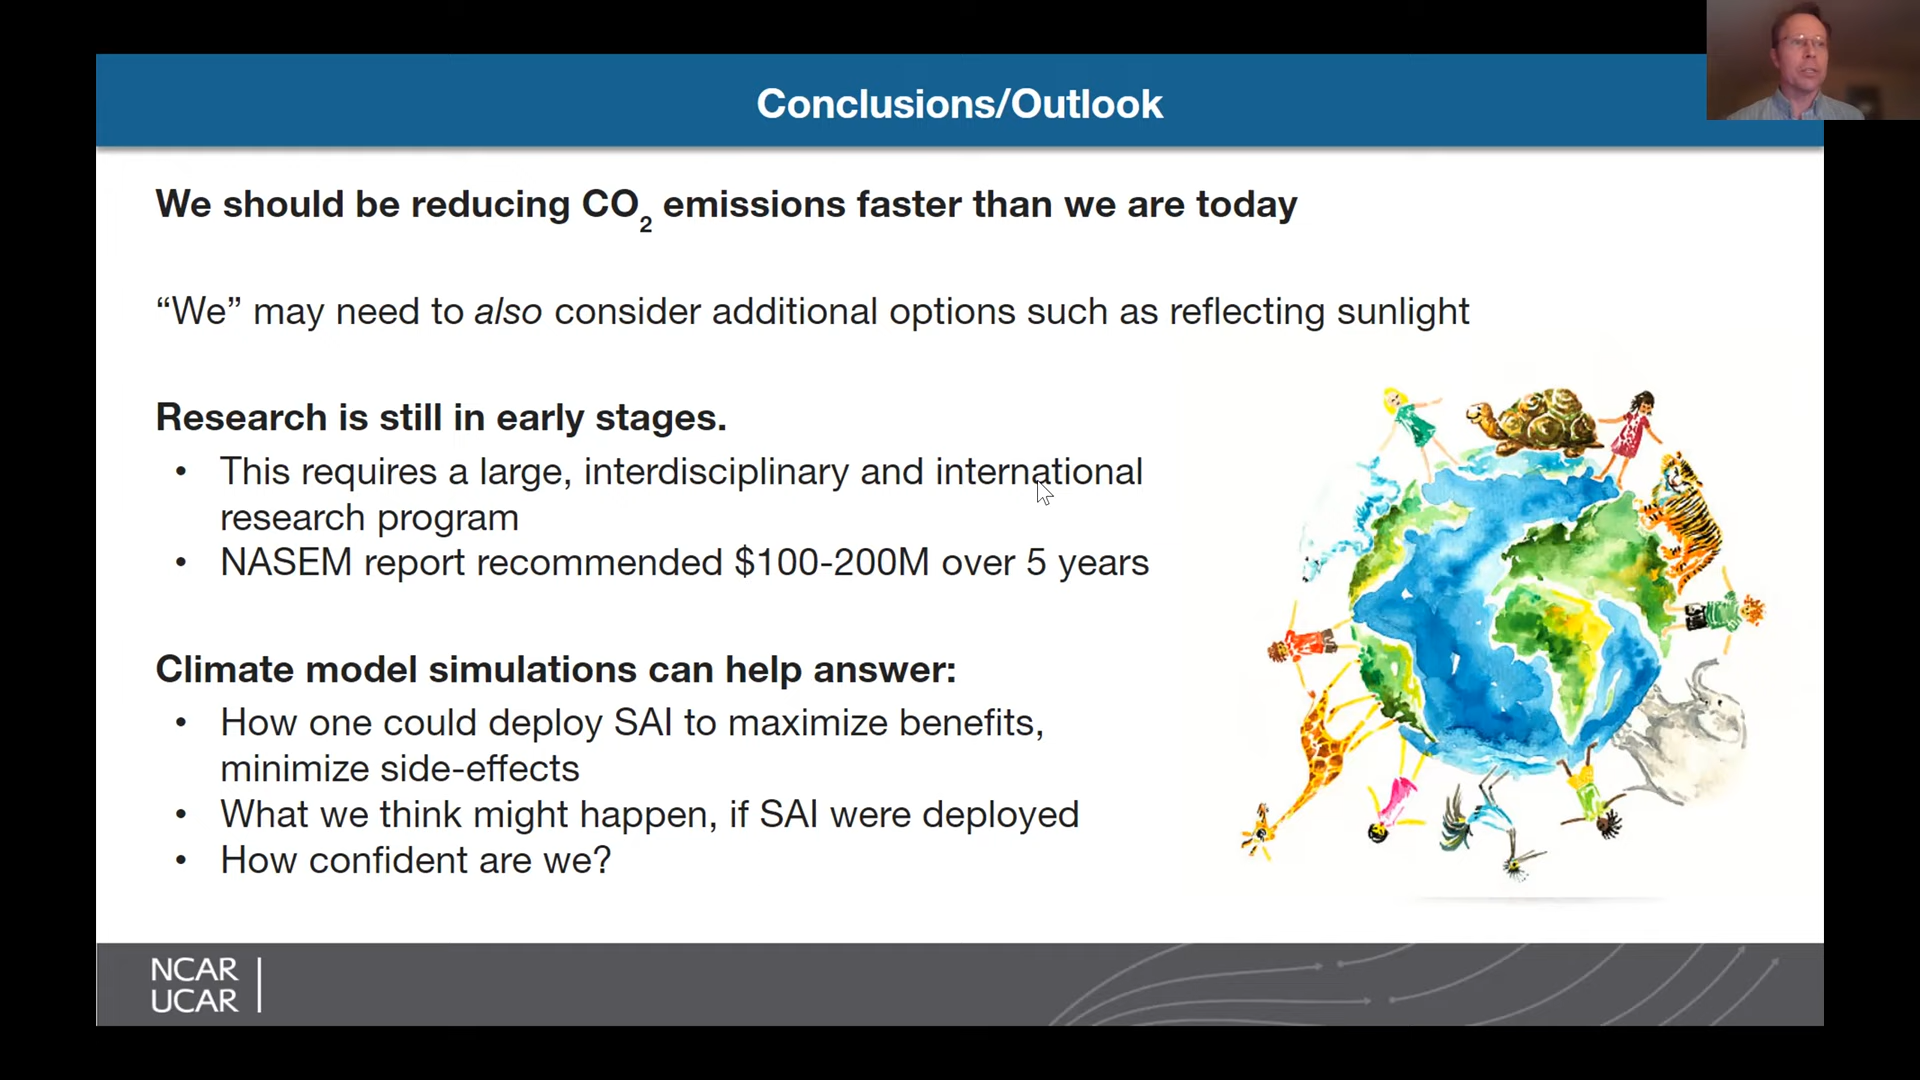 Conclusions/Outlook
We should be reducing CO₂ emissions faster than we are today
“We” may need to also consider additional options such as reflecting sunlight
Research is still in early stages.
• This requires a large, interdisciplinary and international
research program
• NASEM report recommended $100-200M over 5 years
Climate model simulations can help answer:
• How one could deploy SAI to maximize benefits,
minimize side-effects
• What we think might happen, if SAI were deployed
• How confident are we?
NCAR
UCAR